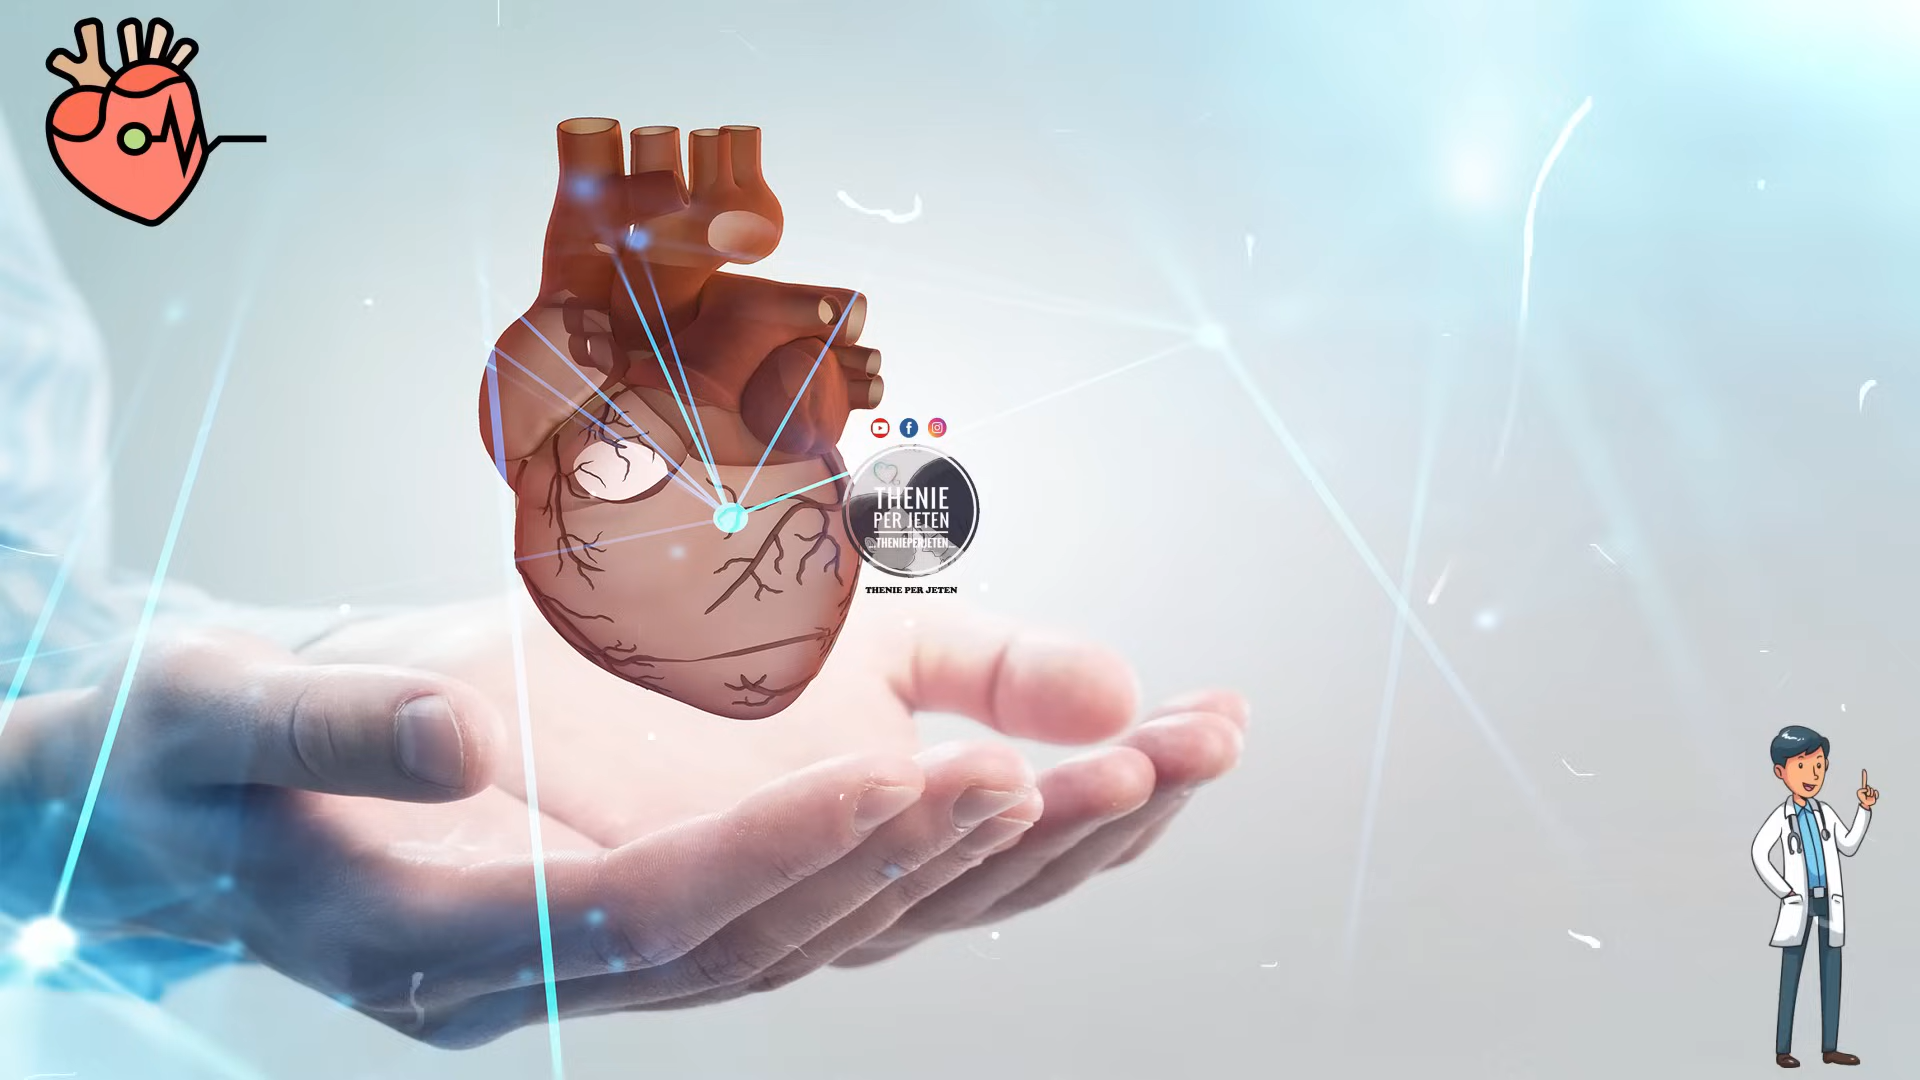 THENIE
PER JETEN
THENIEPERJETEN
THENIE PER JETEN